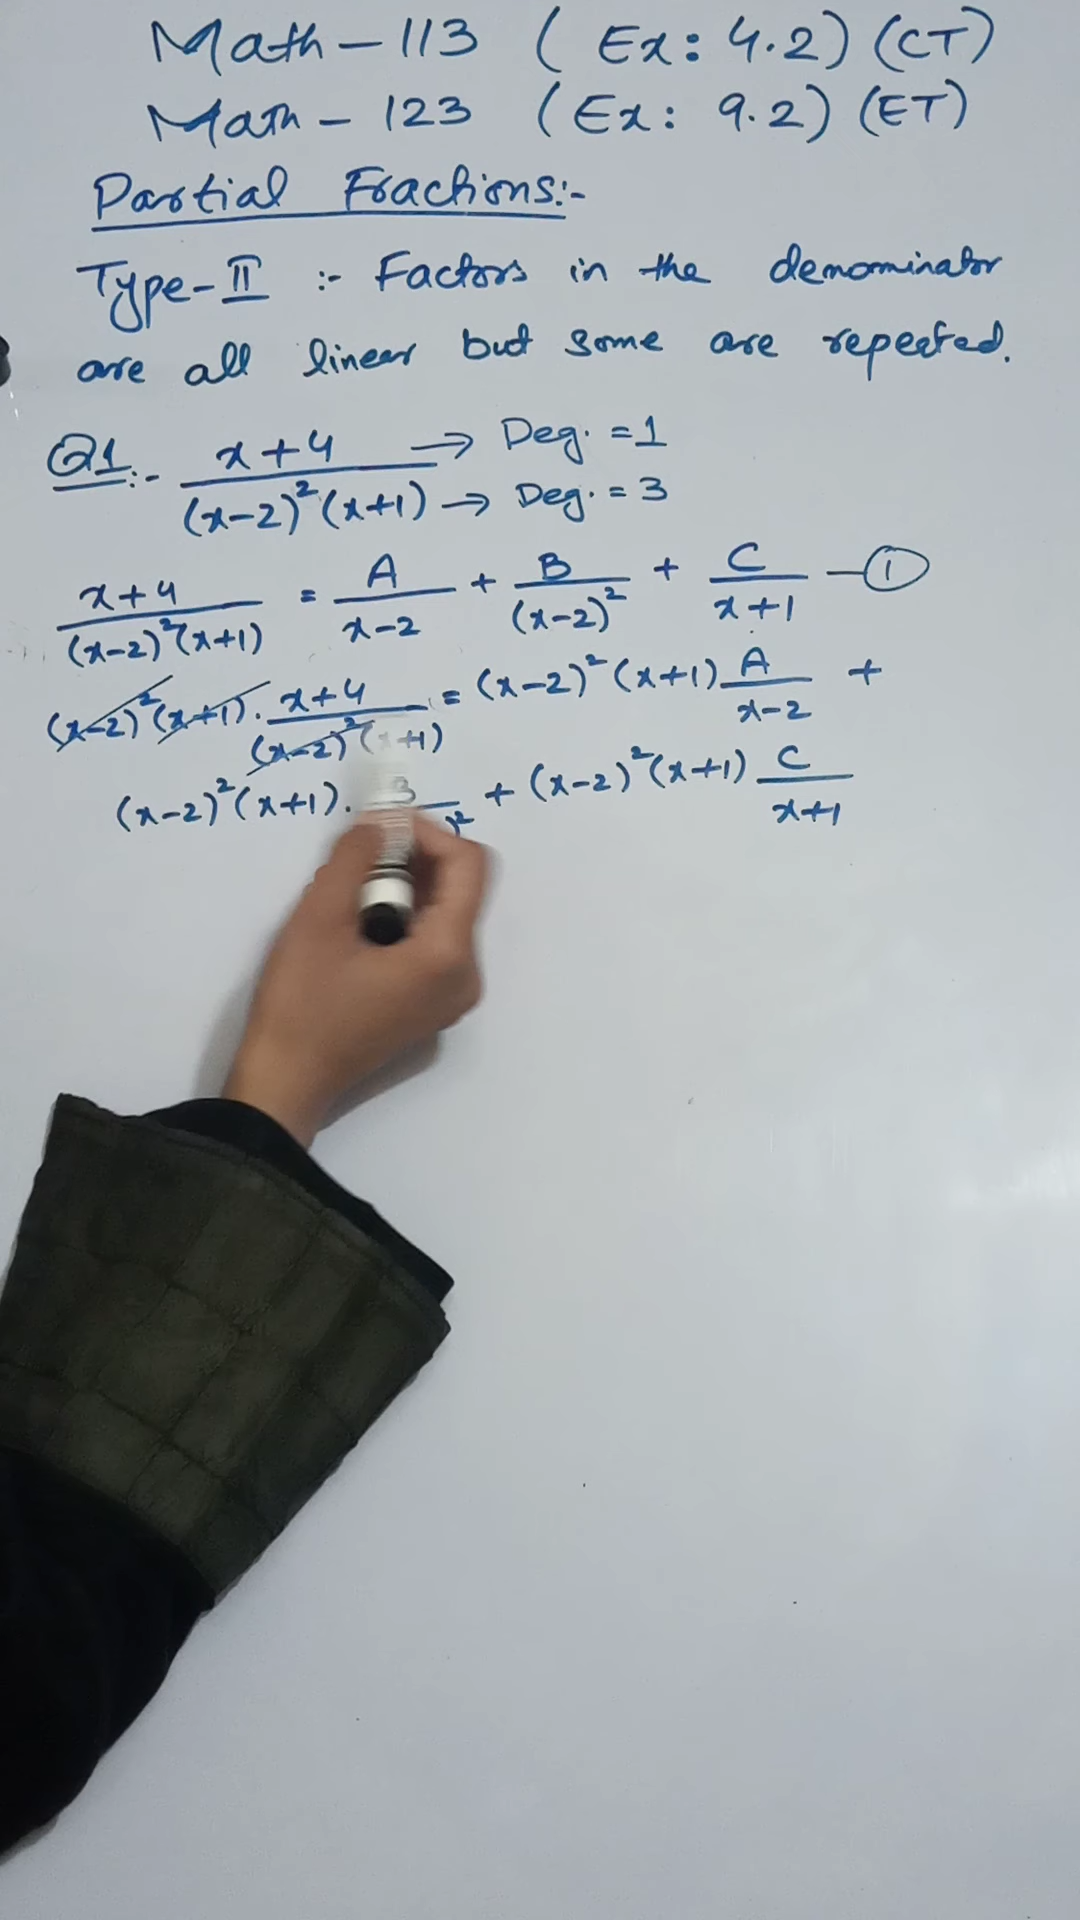 Math - 113 ( Ex: 4.2) (CT)
Math - 123 (Ex: 9.2) (ET)
Partial Fractions:-
Type-II :- Factors in the denominator
are all linear but some are repeated.
Q1:- x+4 / (x-2)²(x+1) → Deg. = 1 → Deg. = 3
x+4 / (x-2)²(x+1) = A / x-2 + B / (x-2)² + C / x+1 — ①
(x-2)²(x+1) . x+4 / (x-2)²(x+1) = (x-2)²(x+1) A / x-2 +
(x-2)²(x+1) . B / )² + (x-2)²(x+1) C / x+1